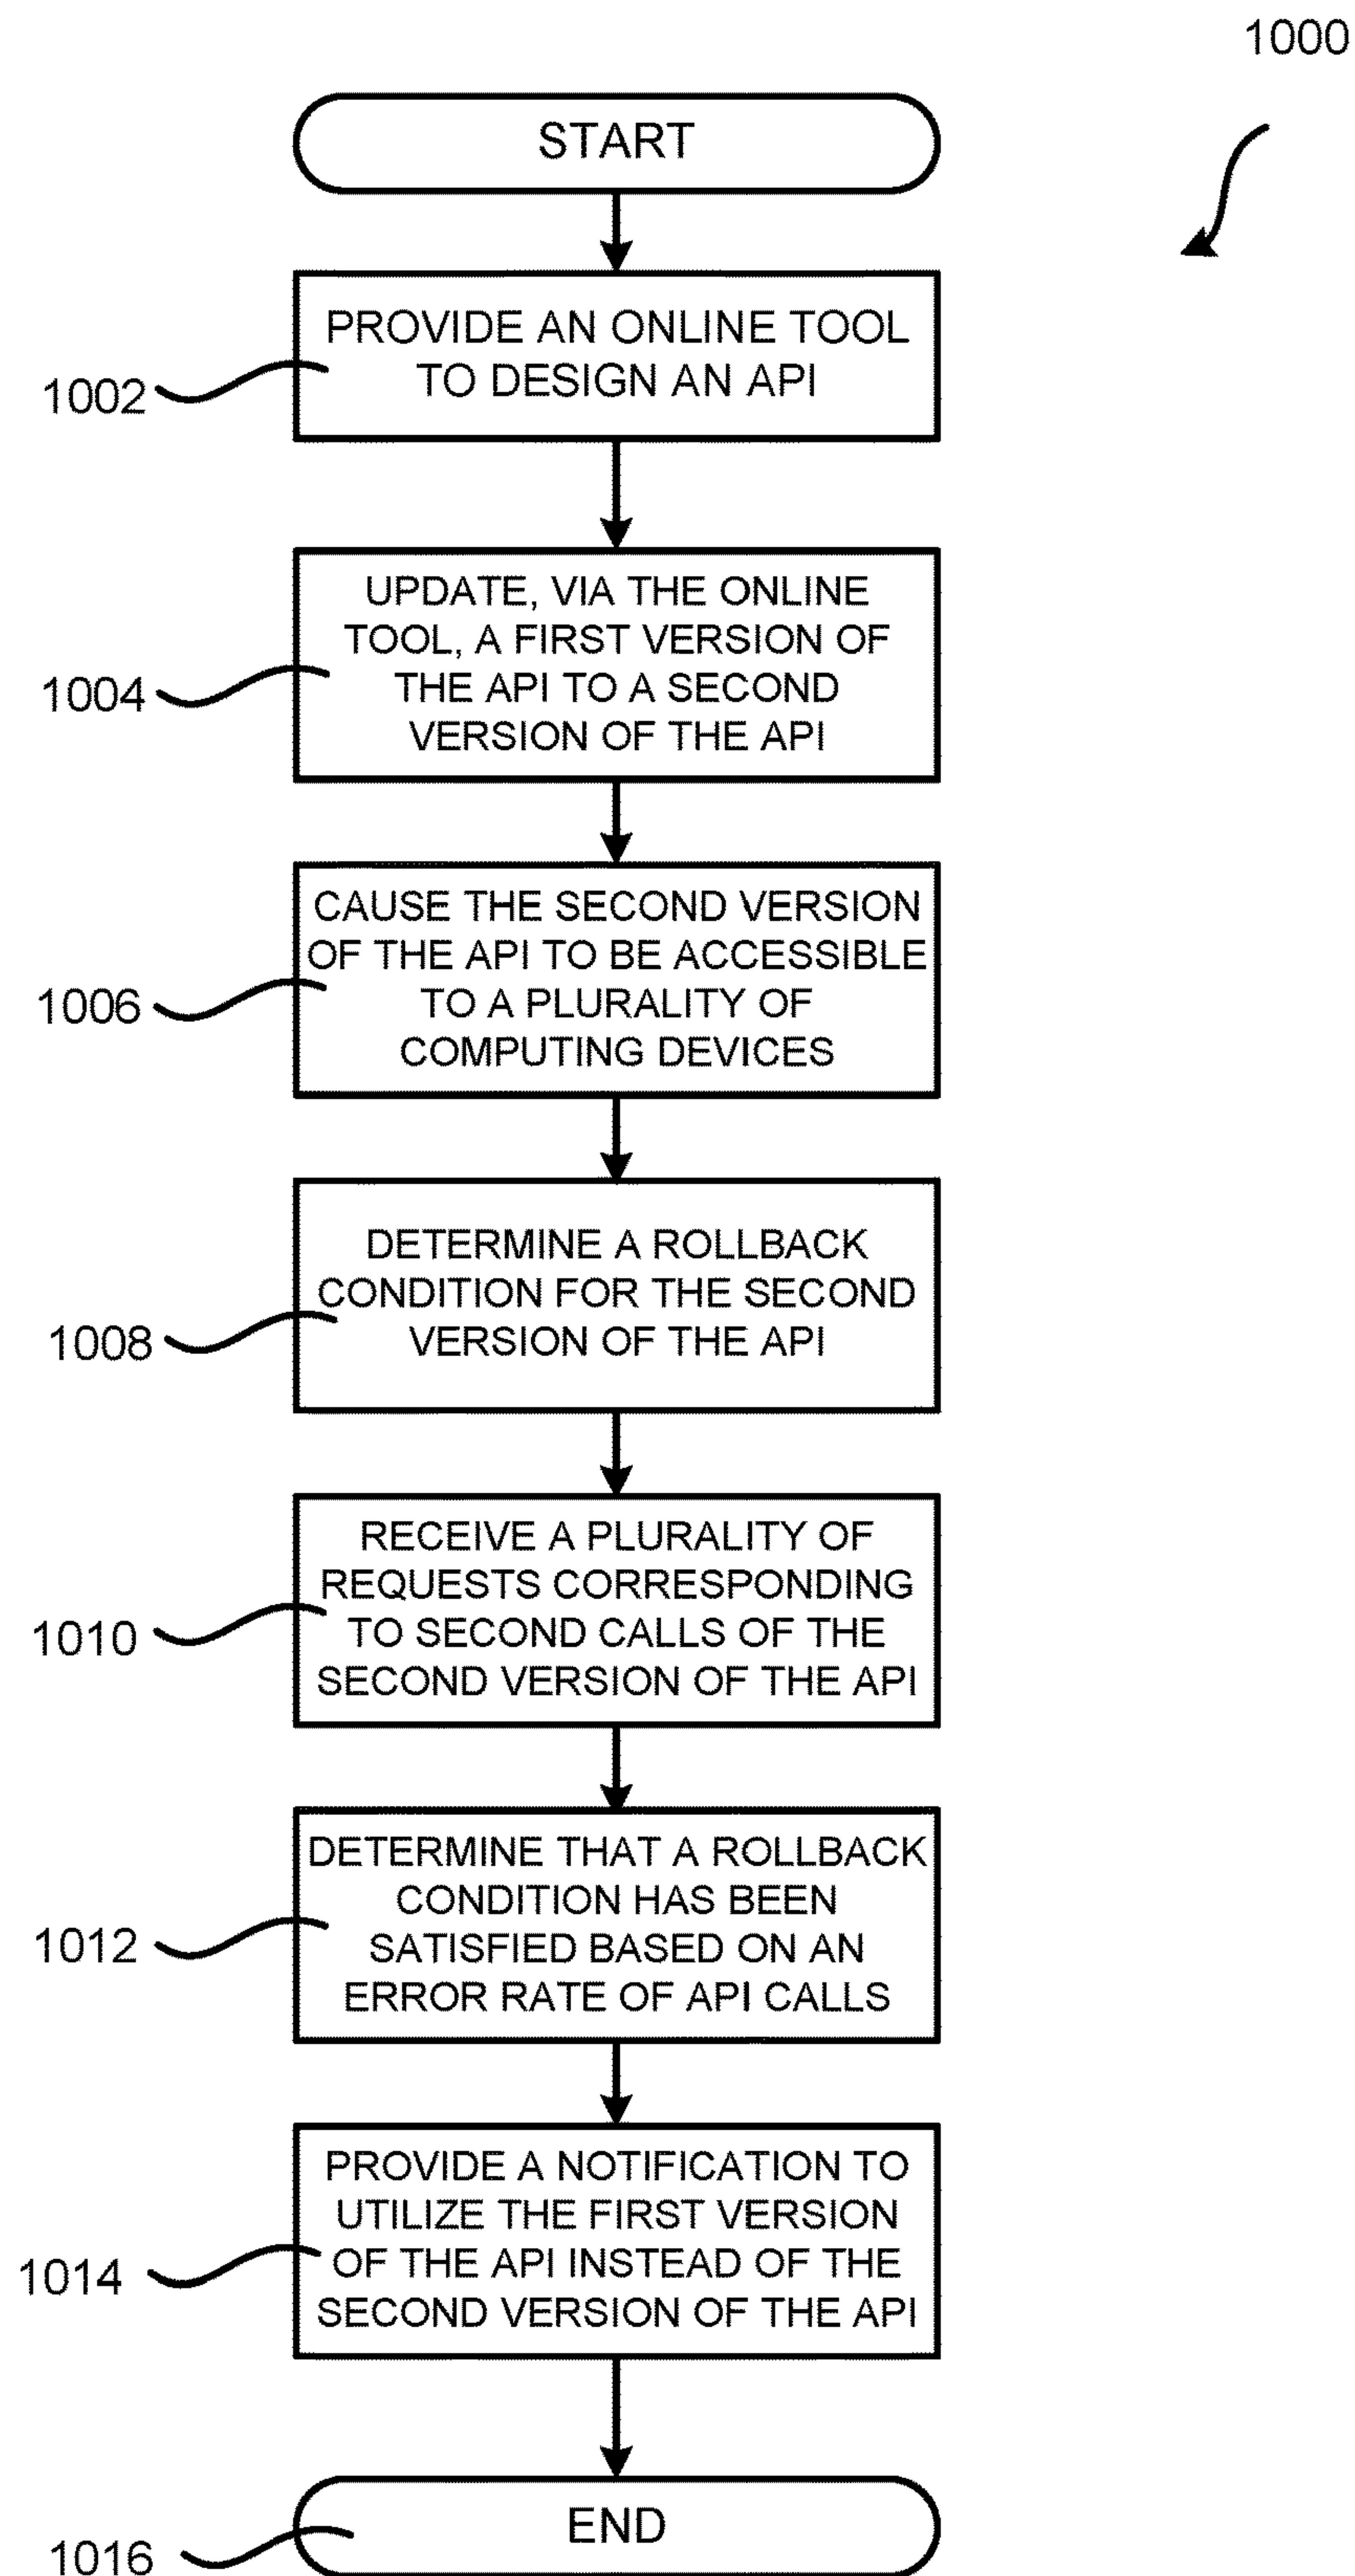 1000
START
PROVIDE AN ONLINE TOOL
TO DESIGN AN API
1002
UPDATE, VIA THE ONLINE
TOOL, A FIRST VERSION OF
THE API TO A SECOND
VERSION OF THE API
1004
CAUSE THE SECOND VERSION
OF THE API TO BE ACCESSIBLE
TO A PLURALITY OF
COMPUTING DEVICES
1006
DETERMINE A ROLLBACK
CONDITION FOR THE SECOND
VERSION OF THE API
1008
RECEIVE A PLURALITY OF
REQUESTS CORRESPONDING
TO SECOND CALLS OF THE
SECOND VERSION OF THE API
1010
DETERMINE THAT A ROLLBACK
CONDITION HAS BEEN
SATISFIED BASED ON AN
ERROR RATE OF API CALLS
1012
PROVIDE A NOTIFICATION TO
UTILIZE THE FIRST VERSION
OF THE API INSTEAD OF THE
SECOND VERSION OF THE API
1014
END
1016